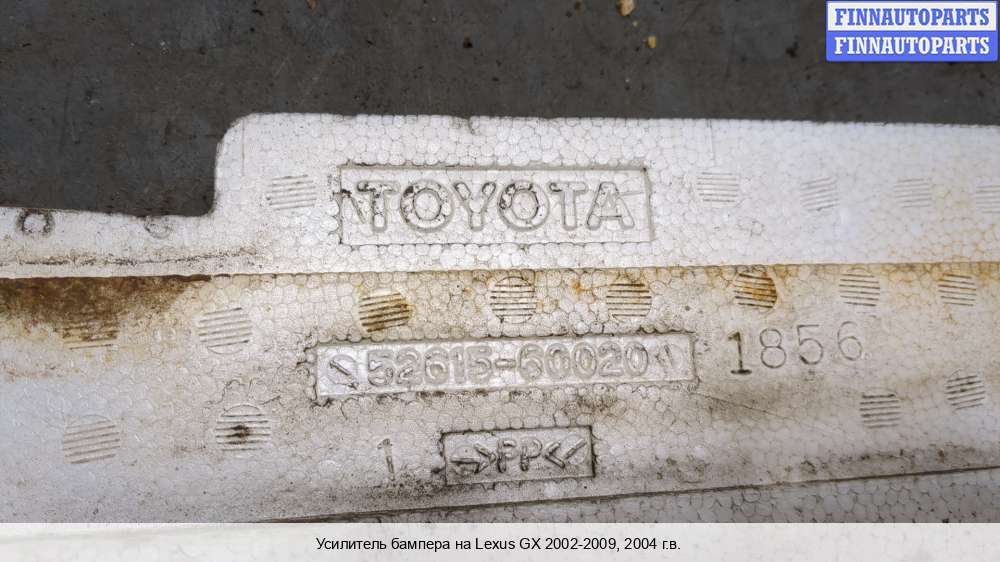 FINNAUTOPARTS
FINNAUTOPARTS
TOYOTA
52615-60020
1856
1 >PP<
Усилитель бампера на Lexus GX 2002-2009, 2004 г.в.